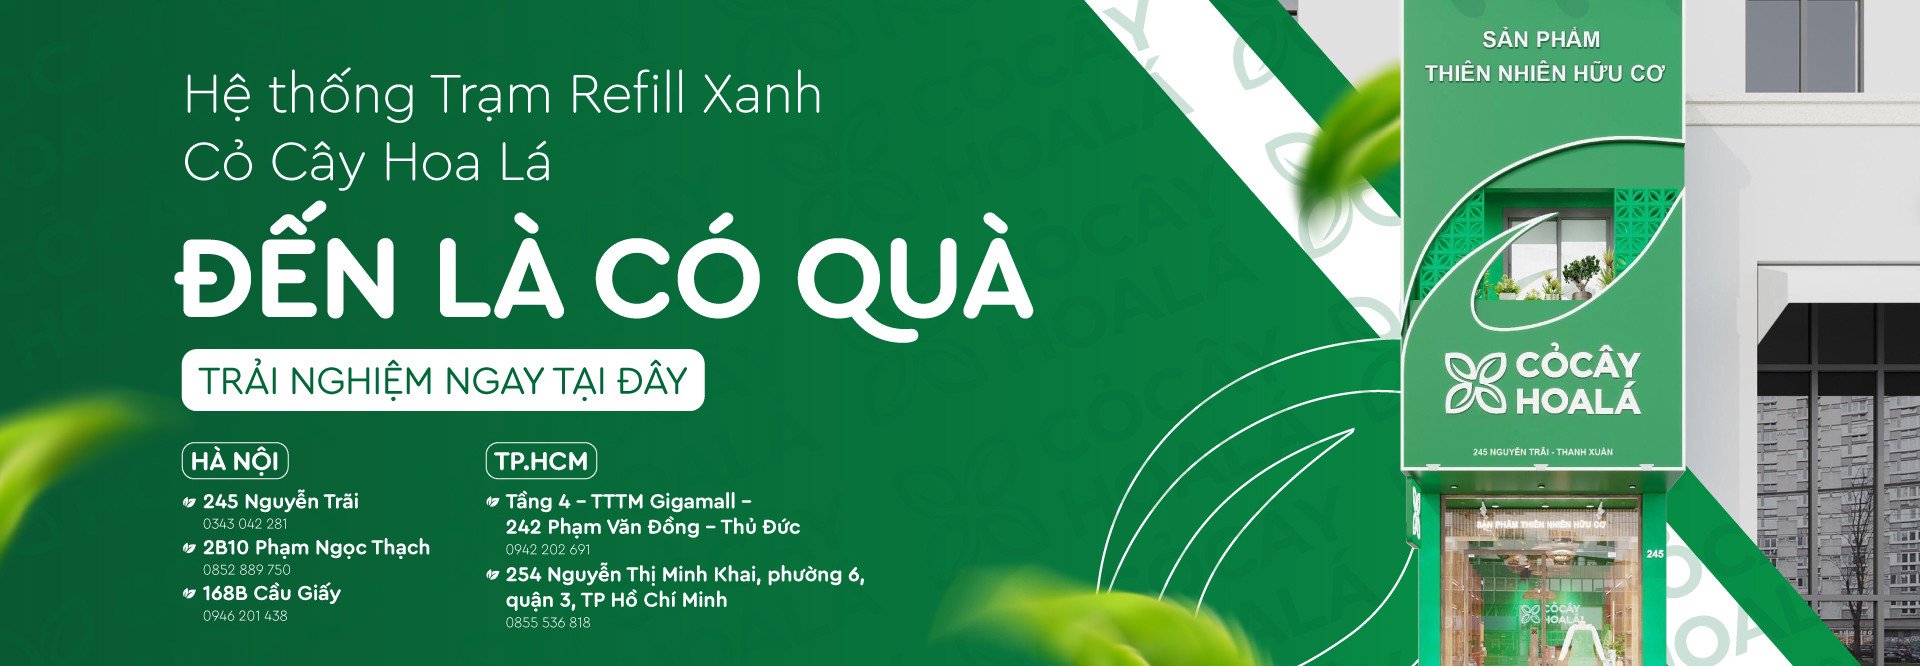 Hệ thống Trạm Refill Xanh
Cỏ Cây Hoa Lá
ĐẾN LÀ CÓ QUÀ
TRẢI NGHIỆM NGAY TẠI ĐÂY
HÀ NỘI
245 Nguyễn Trãi
0343 042 281
2B10 Phạm Ngọc Thạch
0852 889 750
168B Cầu Giấy
0946 201 438
TP.HCM
Tầng 4 – TTTM Gigamall –
242 Phạm Văn Đồng – Thủ Đức
0942 202 691
254 Nguyễn Thị Minh Khai, phường 6,
quận 3, TP Hồ Chí Minh
0855 536 818
SẢN PHẨM
THIÊN NHIÊN HỮU CƠ
CỎCÂY
HOALÁ
245 NGUYỄN TRÃI - THANH XUÂN
SẢN PHẨM THIÊN NHIÊN HỮU CƠ
245
CỎCÂY
HOALÁ